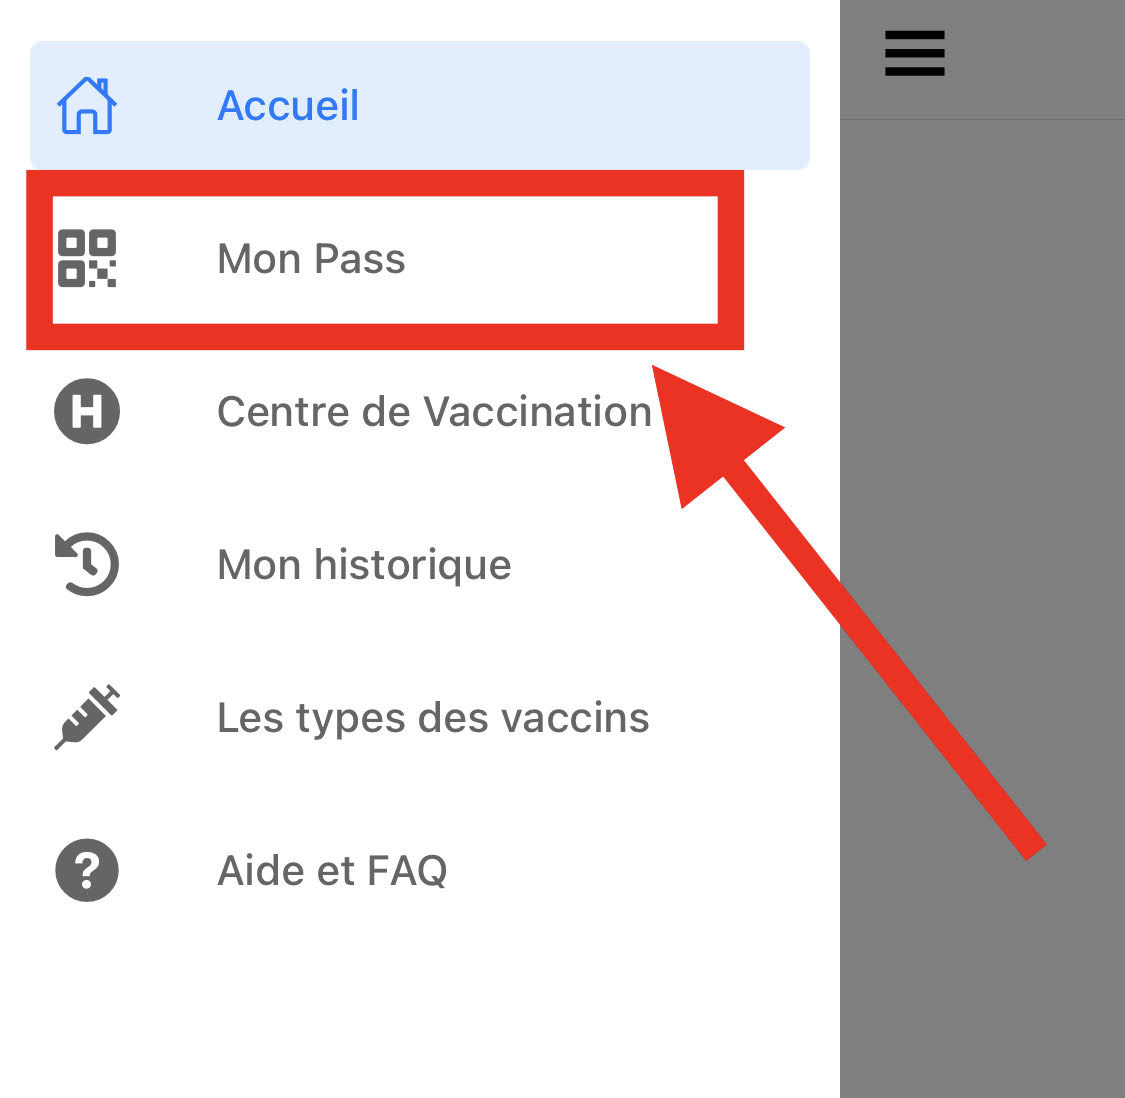 Accueil
Mon Pass
Centre de Vaccination
Mon historique
Les types des vaccins
Aide et FAQ